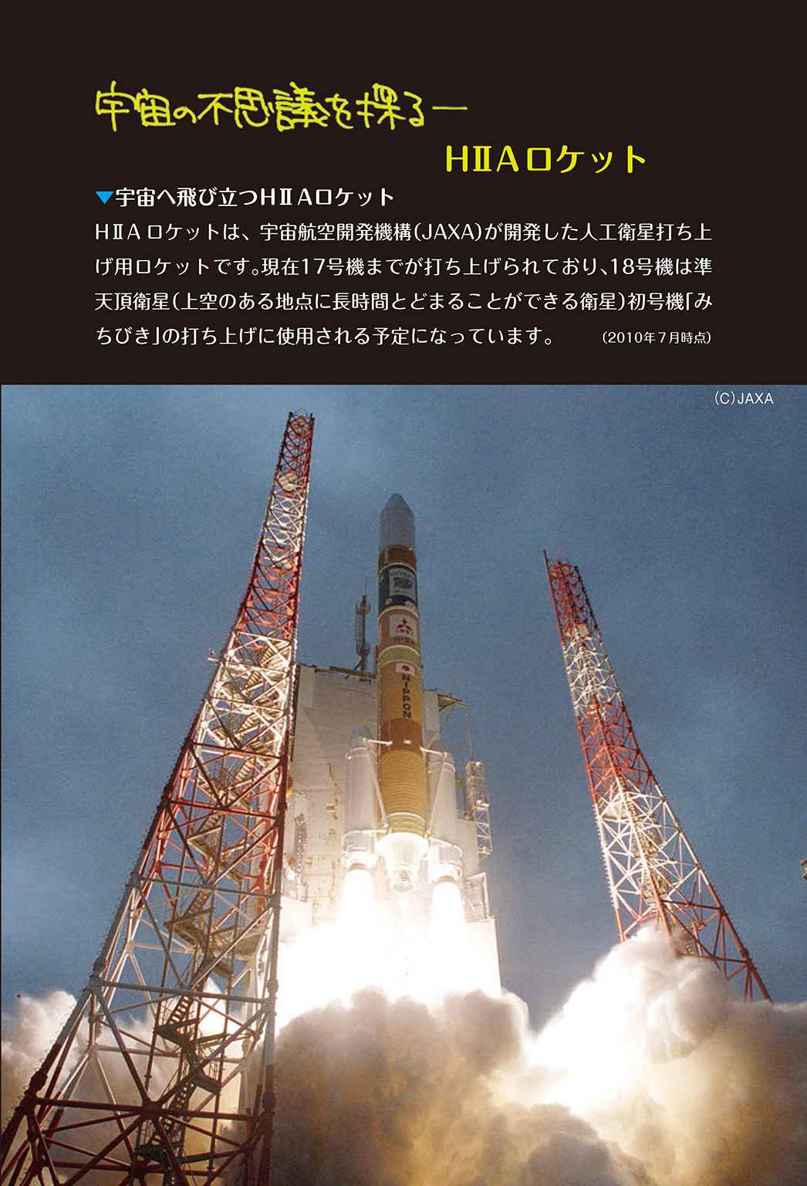 宇宙の不思議を探る―
HⅡAロケット
▼宇宙へ飛び立つHⅡAロケット
HⅡAロケットは、宇宙航空開発機構(JAXA)が開発した人工衛星打ち上
げ用ロケットです。現在17号機までが打ち上げられており、18号機は準
天頂衛星(上空のある地点に長時間とどまることができる衛星)初号機「み
ちびき」の打ち上げに使用される予定になっています。 (2010年7月時点)
(C)JAXA
NIPPON